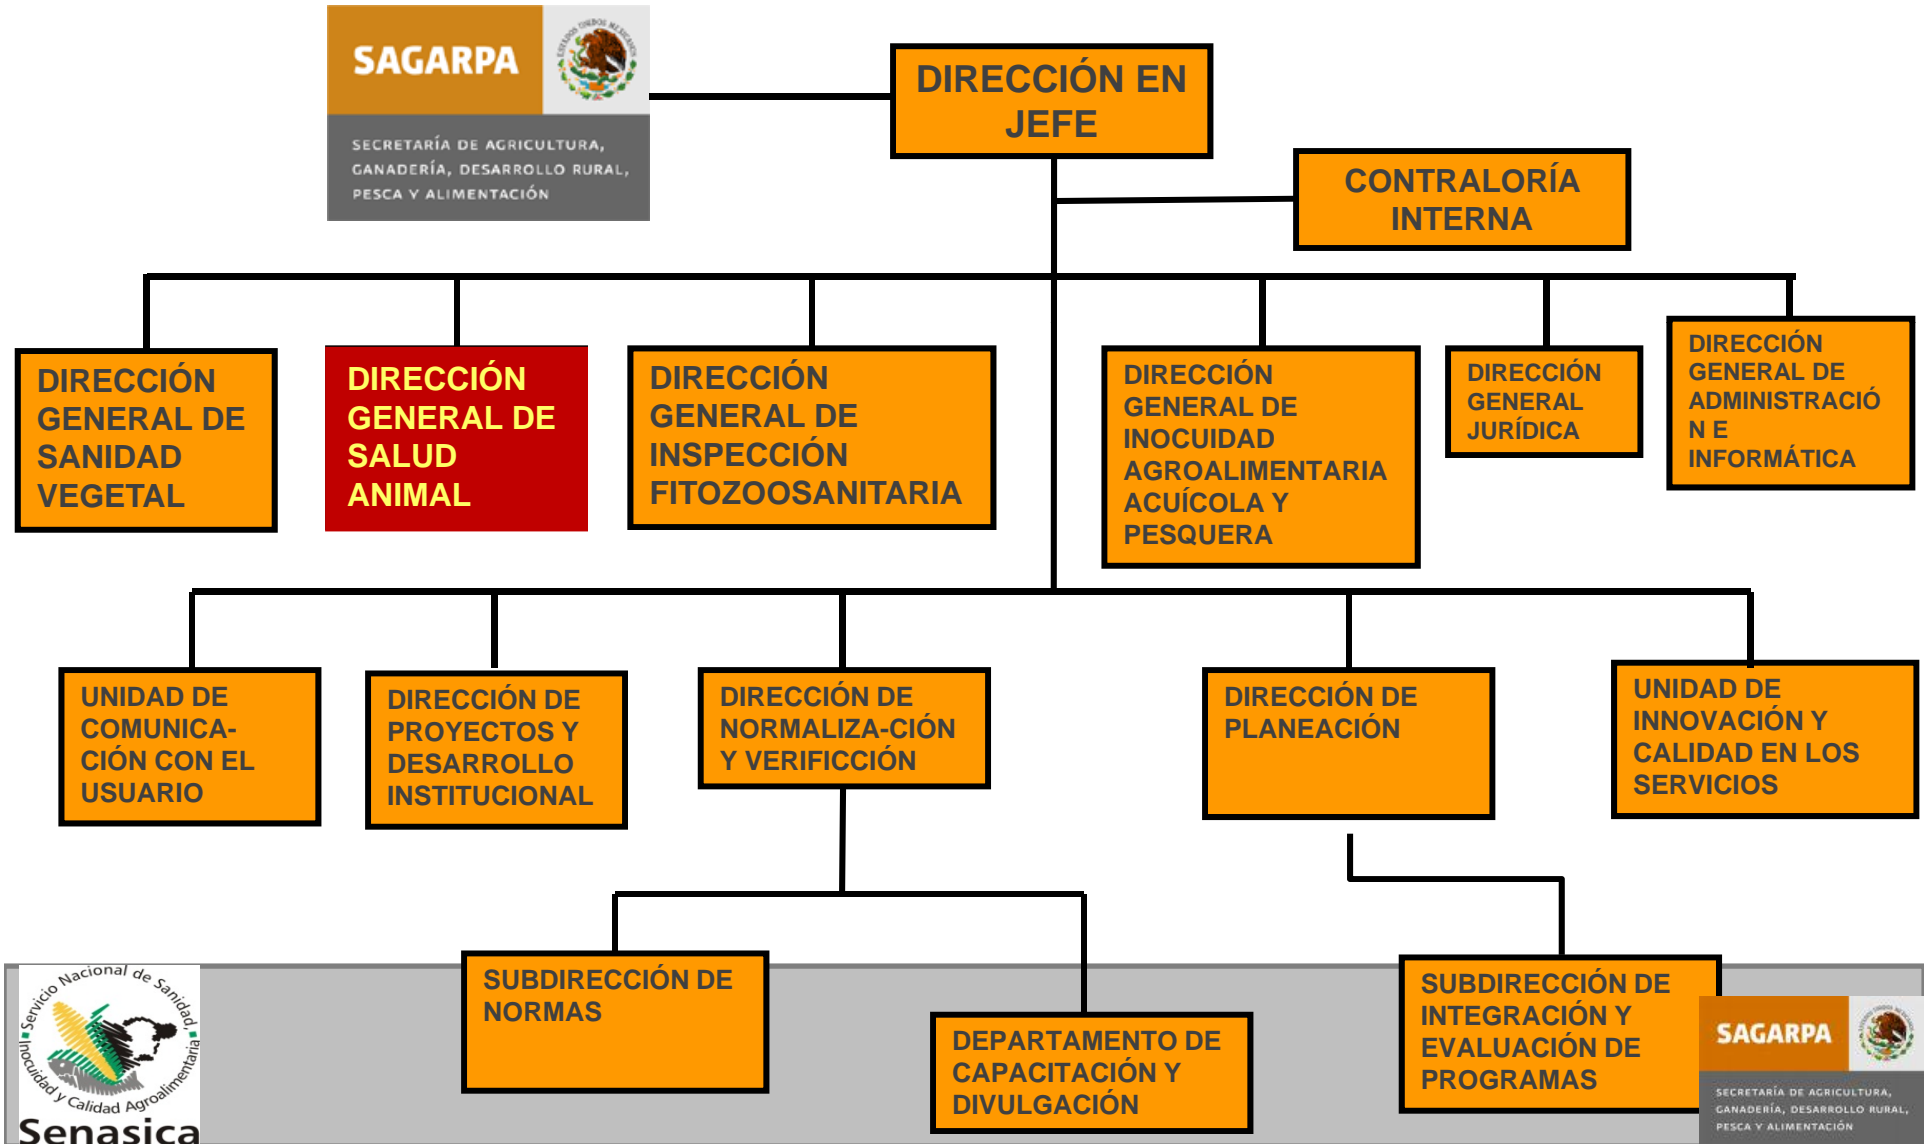 SAGARPA
ESTADOS UNIDOS MEXICANOS
SECRETARÍA DE AGRICULTURA,
GANADERÍA, DESARROLLO RURAL,
PESCA Y ALIMENTACIÓN
DIRECCIÓN EN
JEFE
CONTRALORÍA
INTERNA
DIRECCIÓN
GENERAL DE
SANIDAD
VEGETAL
DIRECCIÓN
GENERAL DE
SALUD
ANIMAL
DIRECCIÓN
GENERAL DE
INSPECCIÓN
FITOZOOSANITARIA
DIRECCIÓN
GENERAL DE
INOCUIDAD
AGROALIMENTARIA
ACUÍCOLA Y
PESQUERA
DIRECCIÓN
GENERAL
JURÍDICA
DIRECCIÓN
GENERAL DE
ADMINISTRACIÓ
N E
INFORMÁTICA
UNIDAD DE
COMUNICA-
CIÓN CON EL
USUARIO
DIRECCIÓN DE
PROYECTOS Y
DESARROLLO
INSTITUCIONAL
DIRECCIÓN DE
NORMALIZA-CIÓN
Y VERIFICCIÓN
DIRECCIÓN DE
PLANEACIÓN
UNIDAD DE
INNOVACIÓN Y
CALIDAD EN LOS
SERVICIOS
SUBDIRECCIÓN DE
NORMAS
DEPARTAMENTO DE
CAPACITACIÓN Y
DIVULGACIÓN
SUBDIRECCIÓN DE
INTEGRACIÓN Y
EVALUACIÓN DE
PROGRAMAS
Servicio Nacional de Sanidad,
Inocuidad y Calidad Agroalimentaria
Senasica
SAGARPA
SECRETARÍA DE AGRICULTURA,
GANADERÍA, DESARROLLO RURAL,
PESCA Y ALIMENTACIÓN